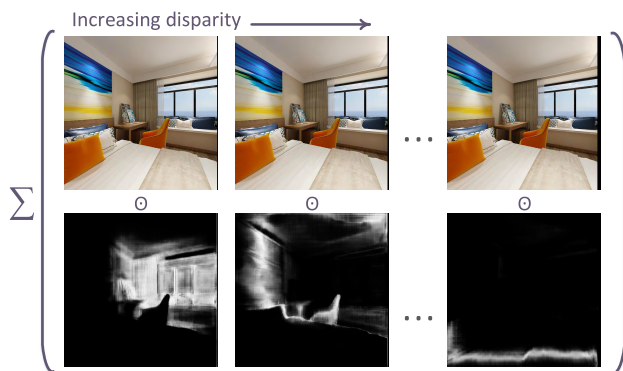 Increasing disparity
∑
...
⊙ ⊙ ⊙
...